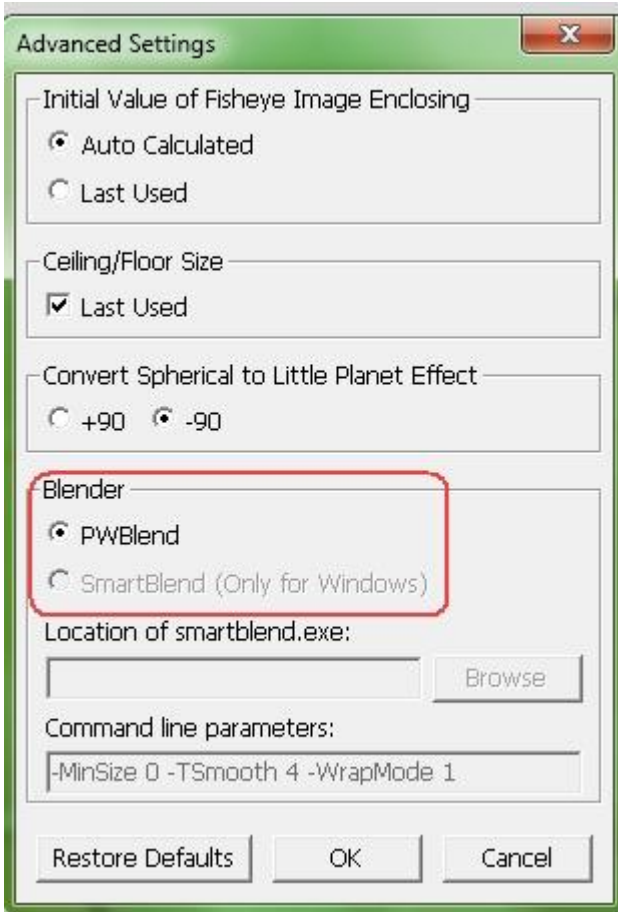 Advanced Settings
Initial Value of Fisheye Image Enclosing
Auto Calculated
Last Used
Ceiling/Floor Size
Last Used
Convert Spherical to Little Planet Effect
+90 -90
Blender
PWBlend
SmartBlend (Only for Windows)
Location of smartblend.exe:
Browse
Command line parameters:
-MinSize 0 -TSmooth 4 -WrapMode 1
Restore Defaults OK Cancel